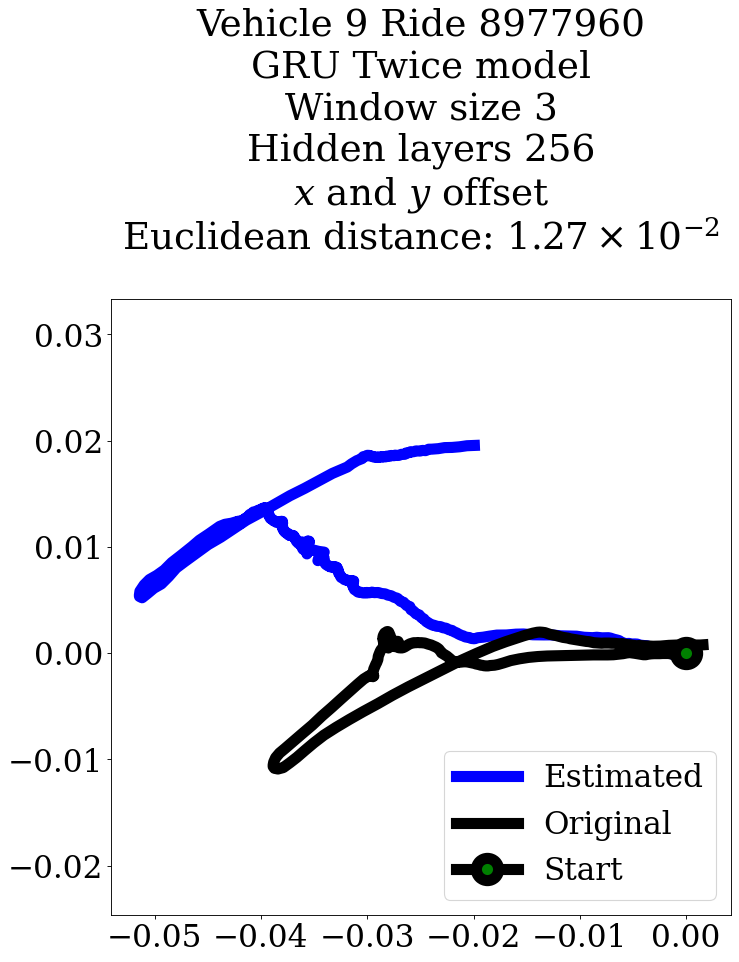 Vehicle 9 Ride 8977960
GRU Twice model
Window size 3
Hidden layers 256
x and y offset
Euclidean distance: 1.27 × 10⁻²
0.03
0.02
0.01
0.00
−0.01
−0.02
Estimated
Original
Start
−0.05 −0.04 −0.03 −0.02 −0.01 0.00